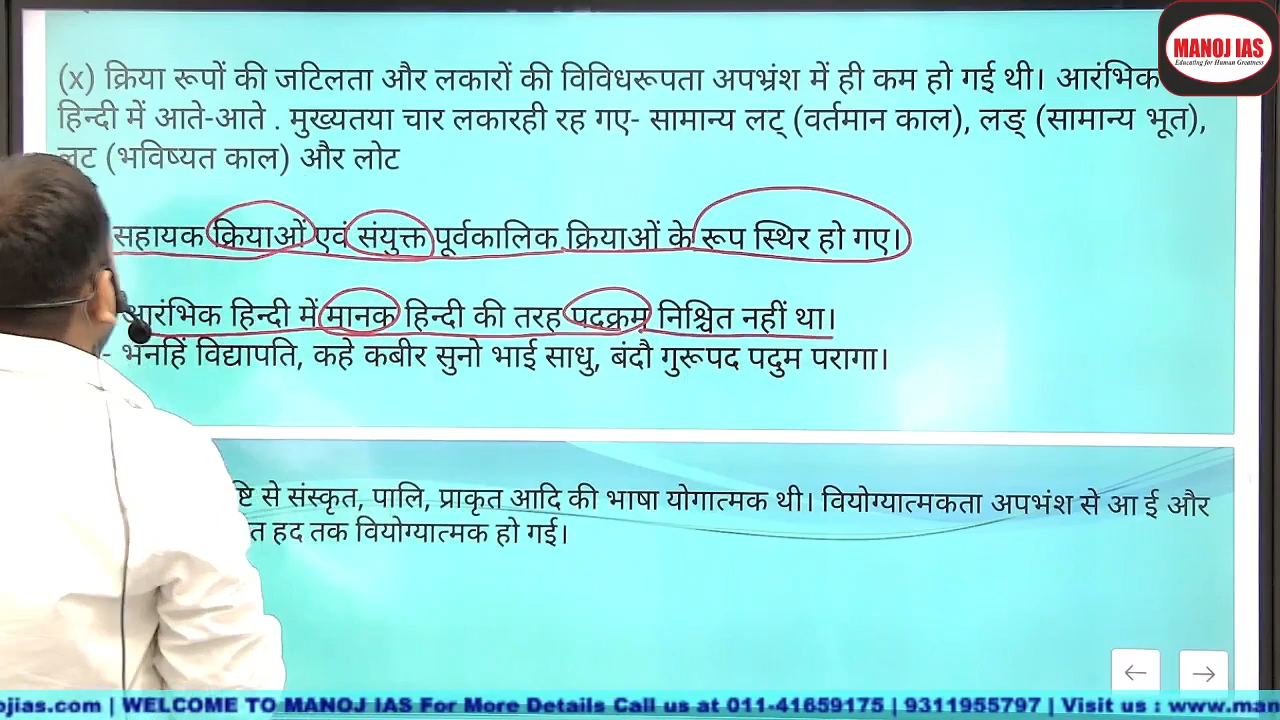 MANOJ IAS
Educating for Human Greatness
(x) क्रिया रूपों की जटिलता और लकारों की विविधरूपता अपभ्रंश में ही कम हो गई थी। आरंभिक
हिन्दी में आते-आते . मुख्यतया चार लकारही रह गए- सामान्य लट् (वर्तमान काल), लङ् (सामान्य भूत),
लृट (भविष्यत काल) और लोट
सहायक क्रियाओं एवं संयुक्त पूर्वकालिक क्रियाओं के रूप स्थिर हो गए।
आरंभिक हिन्दी में मानक हिन्दी की तरह पदक्रम निश्चित नहीं था।
- भनहिं विद्यापति, कहे कबीर सुनो भाई साधु, बंदौ गुरूपद पदुम परागा।
से संस्कृत, पालि, प्राकृत आदि की भाषा योगात्मक थी। वियोग्यात्मकता अपभंश से आ ई और
हद तक वियोग्यात्मक हो गई।
ojias.com | WELCOME TO MANOJ IAS For More Details Call us at 011-41659175 | 9311955797 | Visit us : www.man